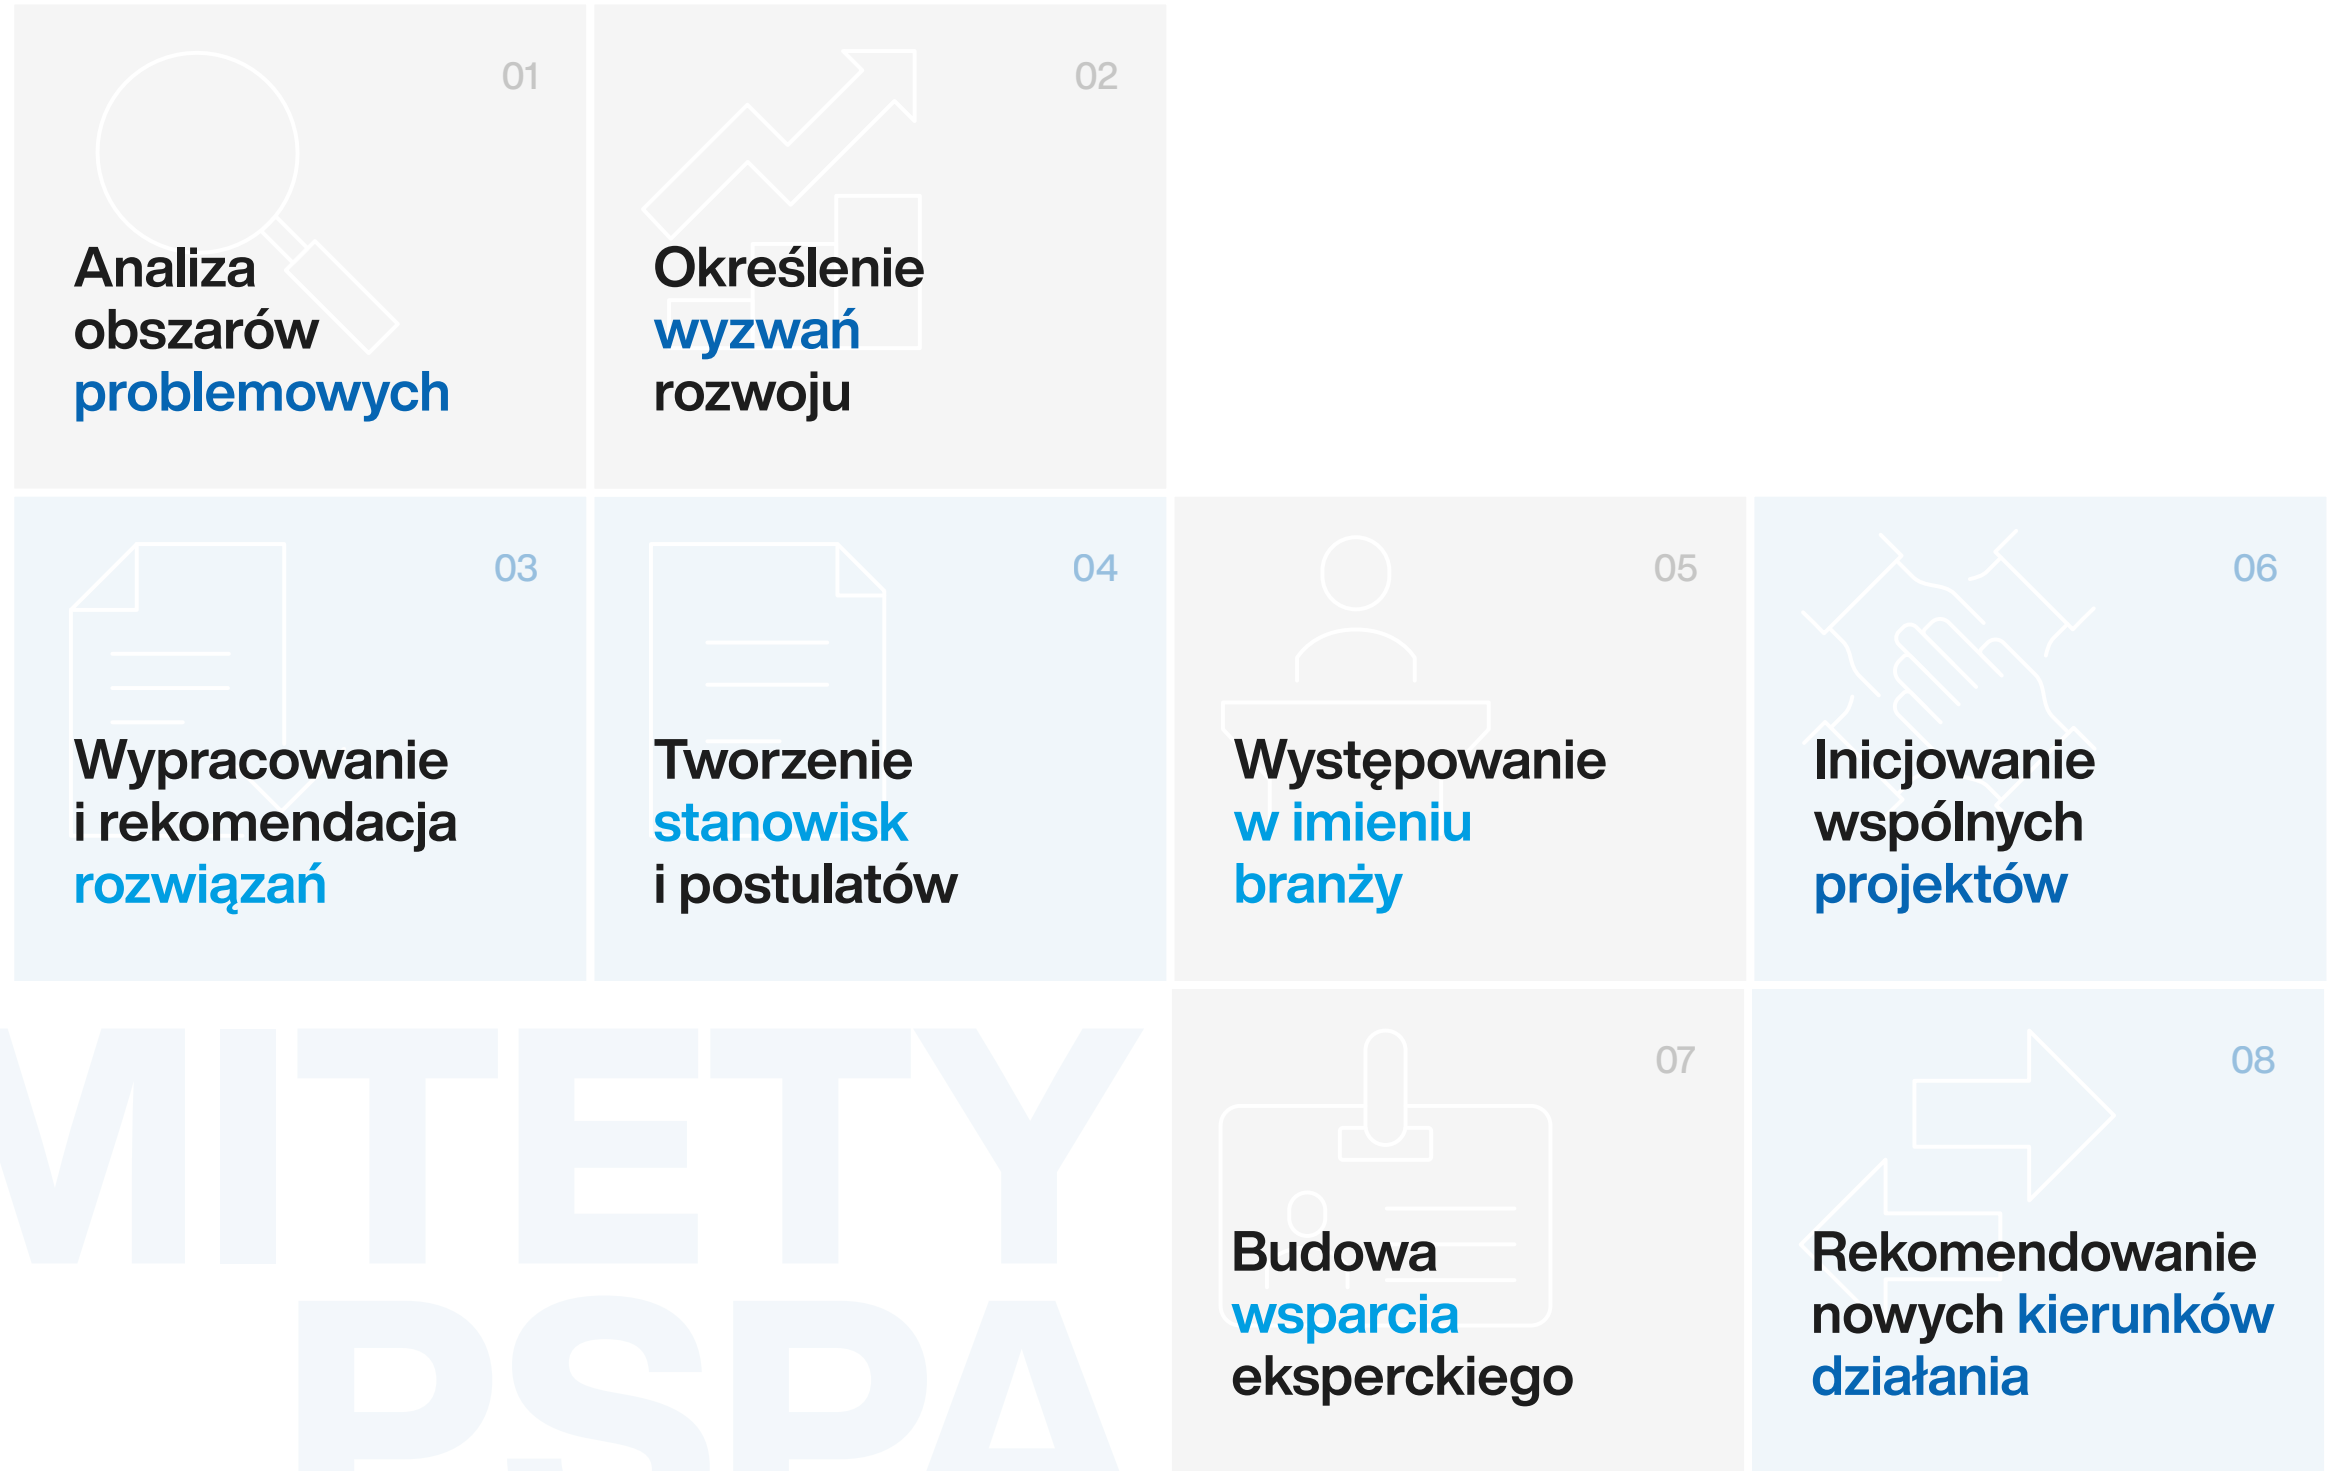 01
Analiza
obszarów
problemowych
02
Określenie
wyzwań
rozwoju
03
Wypracowanie
i rekomendacja
rozwiązań
04
Tworzenie
stanowisk
i postulatów
05
Występowanie
w imieniu
branży
06
Inicjowanie
wspólnych
projektów
MITETY
PSPA
07
Budowa
wsparcia
eksperckiego
08
Rekomendowanie
nowych kierunków
działania